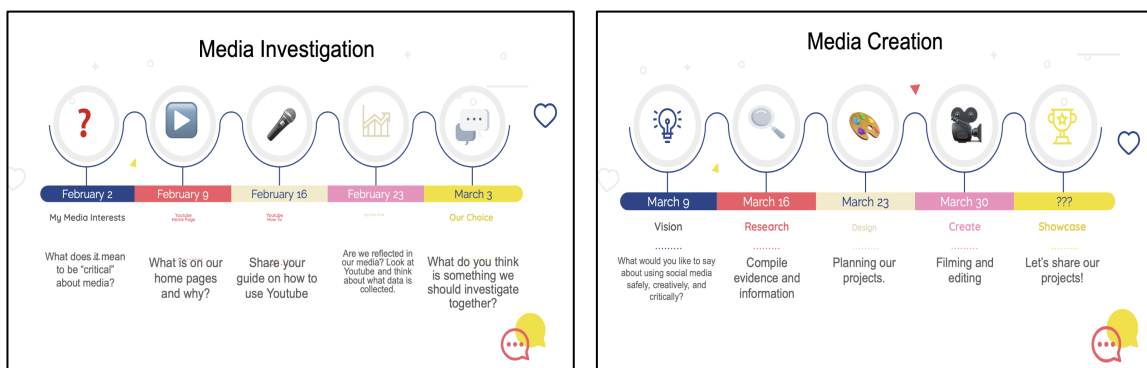 Media Investigation
February 2
February 9
February 16
February 23
March 3
My Media Interests
Youtube
Home Page
Youtube
How To
Our Choice
What does it mean
to be "critical"
about media?
What is on our
home pages
and why?
Share your
guide on how to
use Youtube
Are we reflected in
our media? Look at
Youtube and think
about what data is
collected.
What do you think
is something we
should investigate
together?
Media Creation
March 9
March 16
March 23
March 30
???
Vision
Research
Design
Create
Showcase
What would you like to say
about using social media
safely, creatively, and
critically?
Compile
evidence and
information
Planning our
projects.
Filming and
editing
Let's share our
projects!